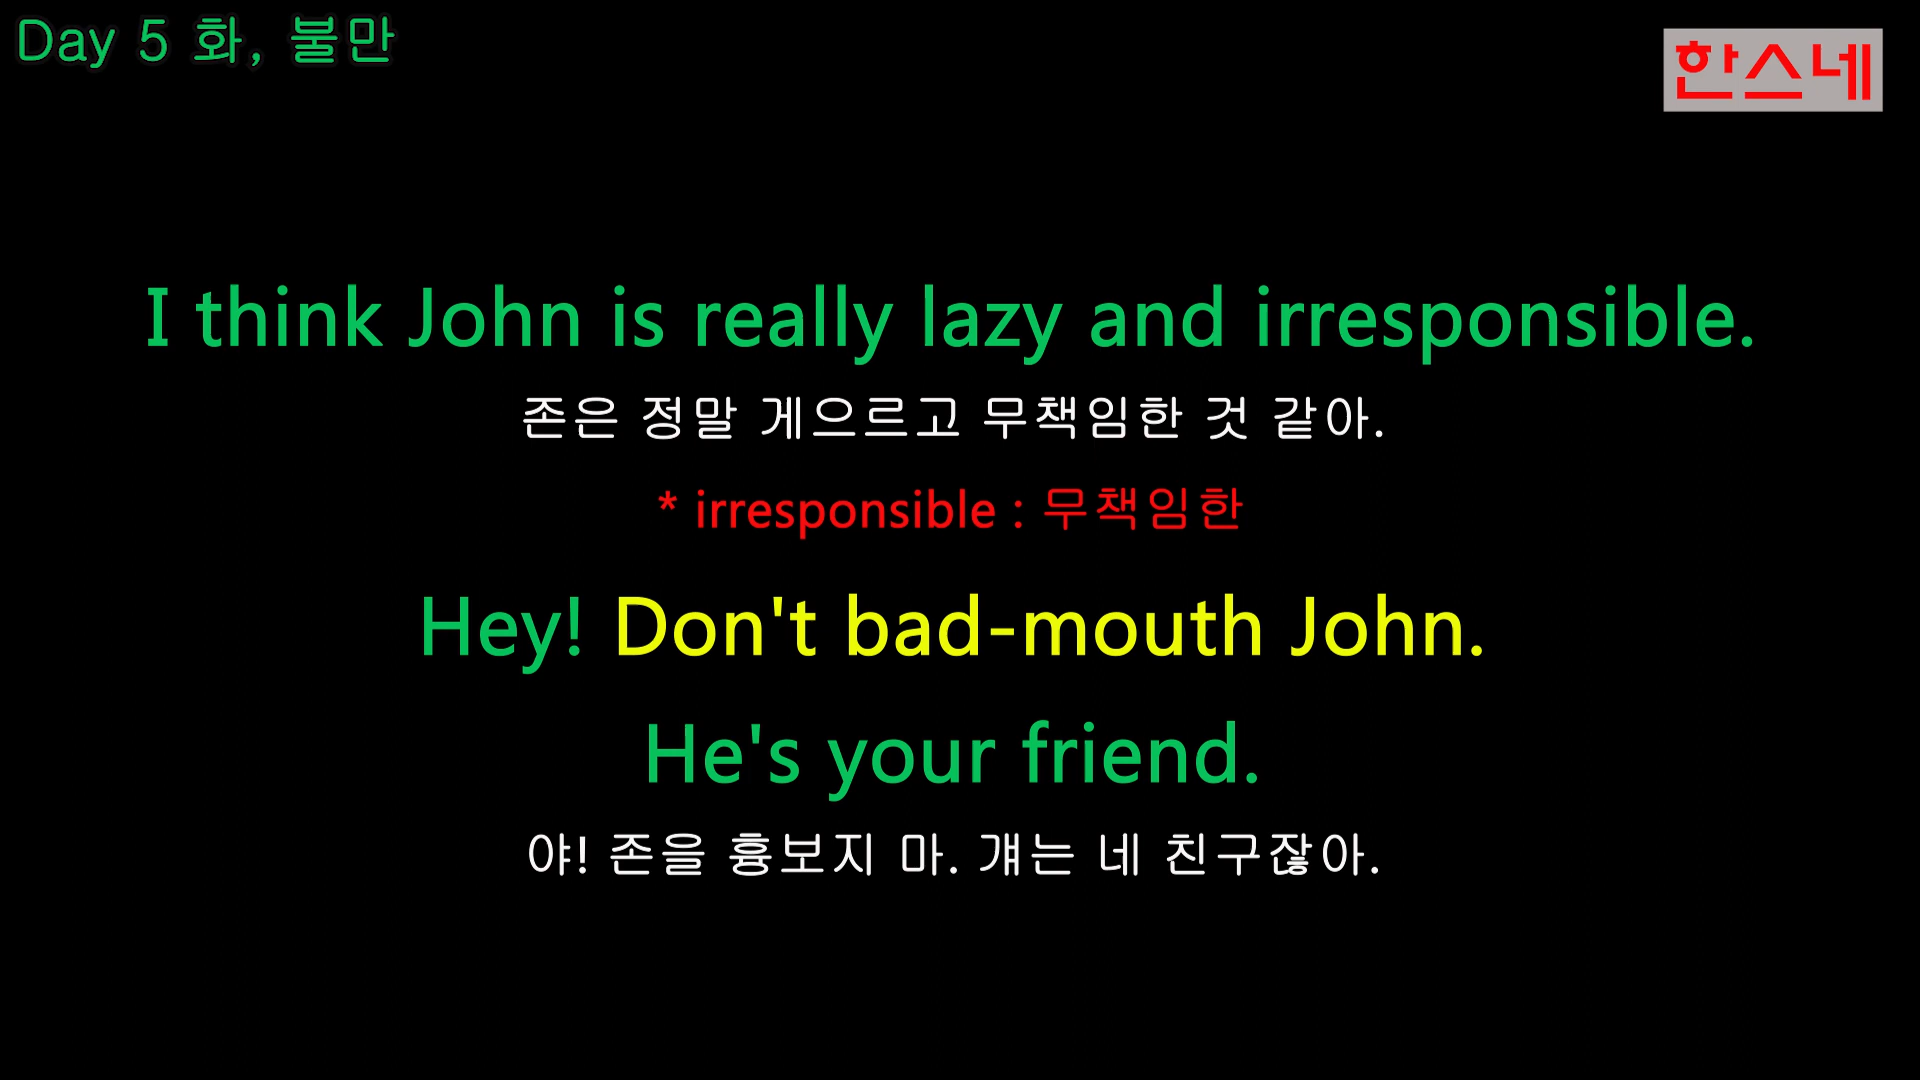 Day 5 화, 불만
한스네
I think John is really lazy and irresponsible.
존은 정말 게으르고 무책임한 것 같아.
* irresponsible : 무책임한
Hey! Don't bad-mouth John.
He's your friend.
야! 존을 흉보지 마. 걔는 네 친구잖아.